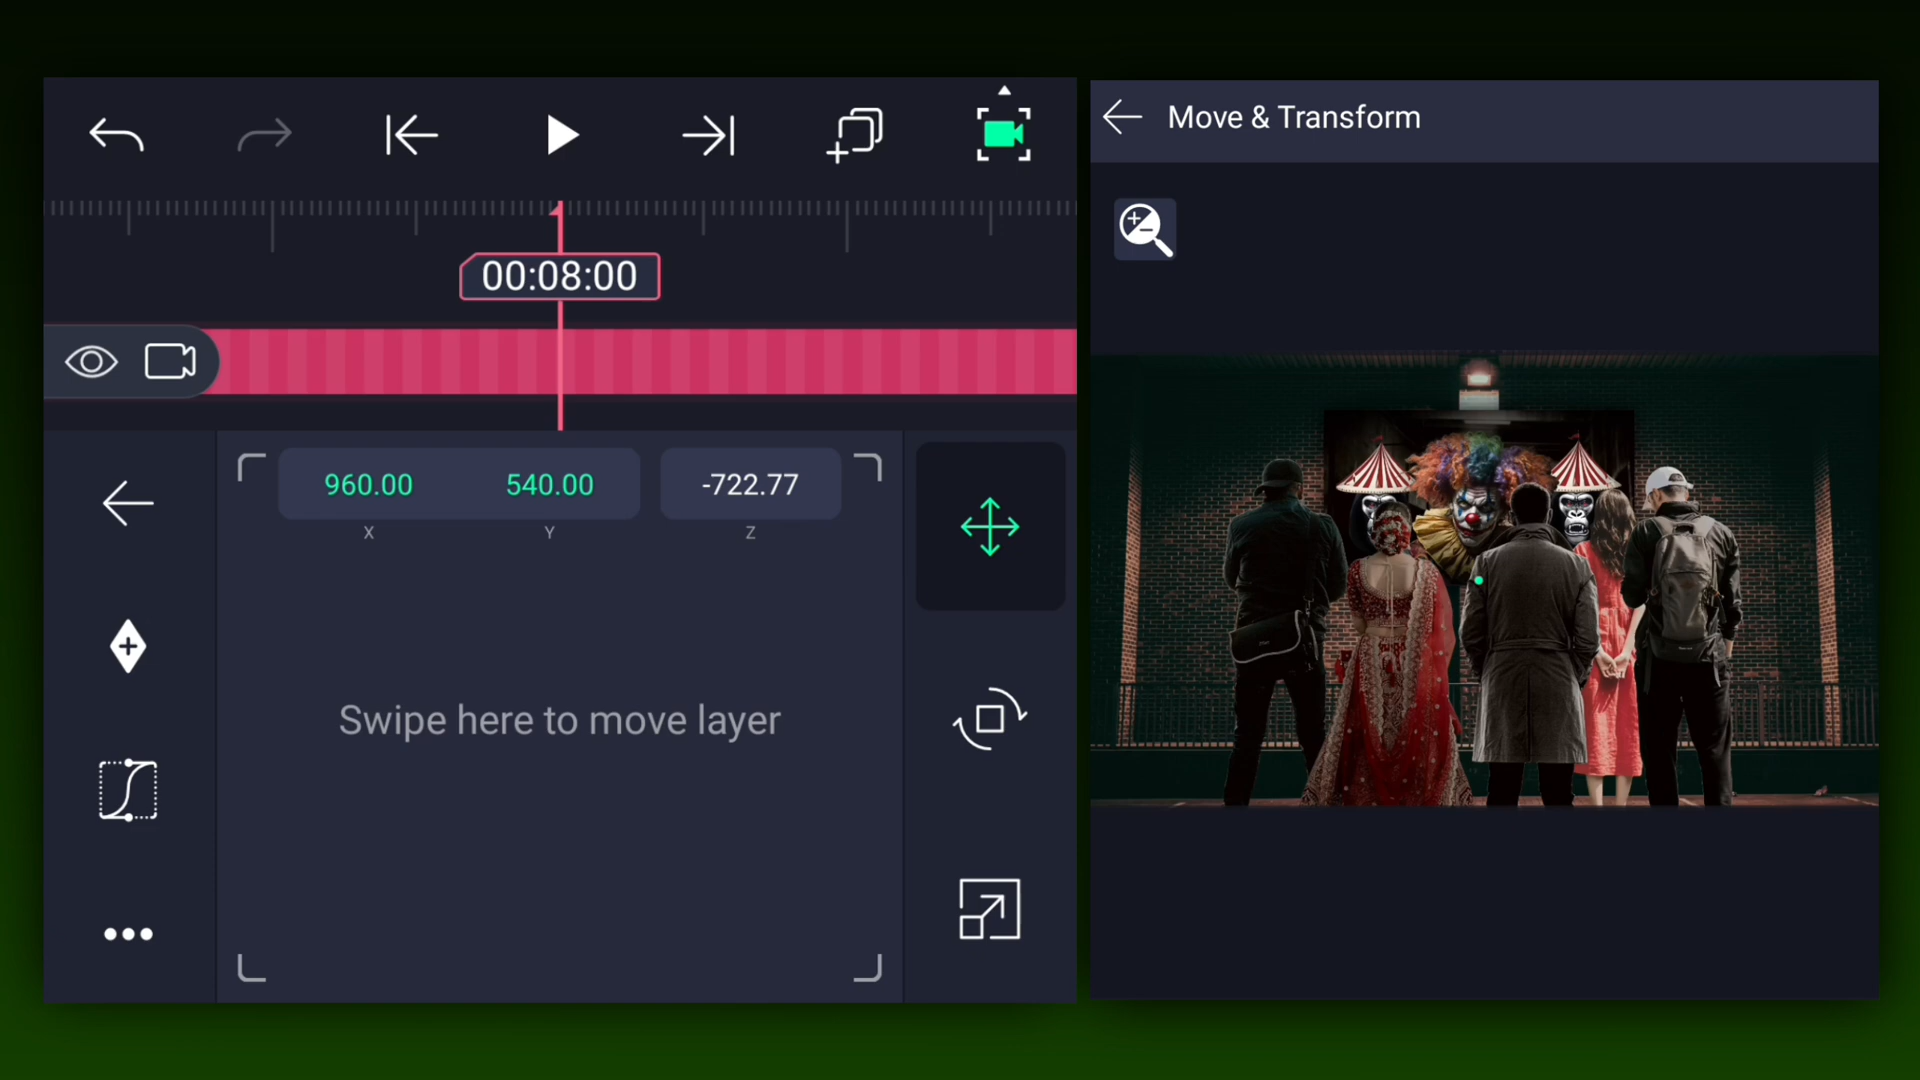 00:08:00
960.00 540.00 -722.77
X Y Z
Swipe here to move layer
Move & Transform